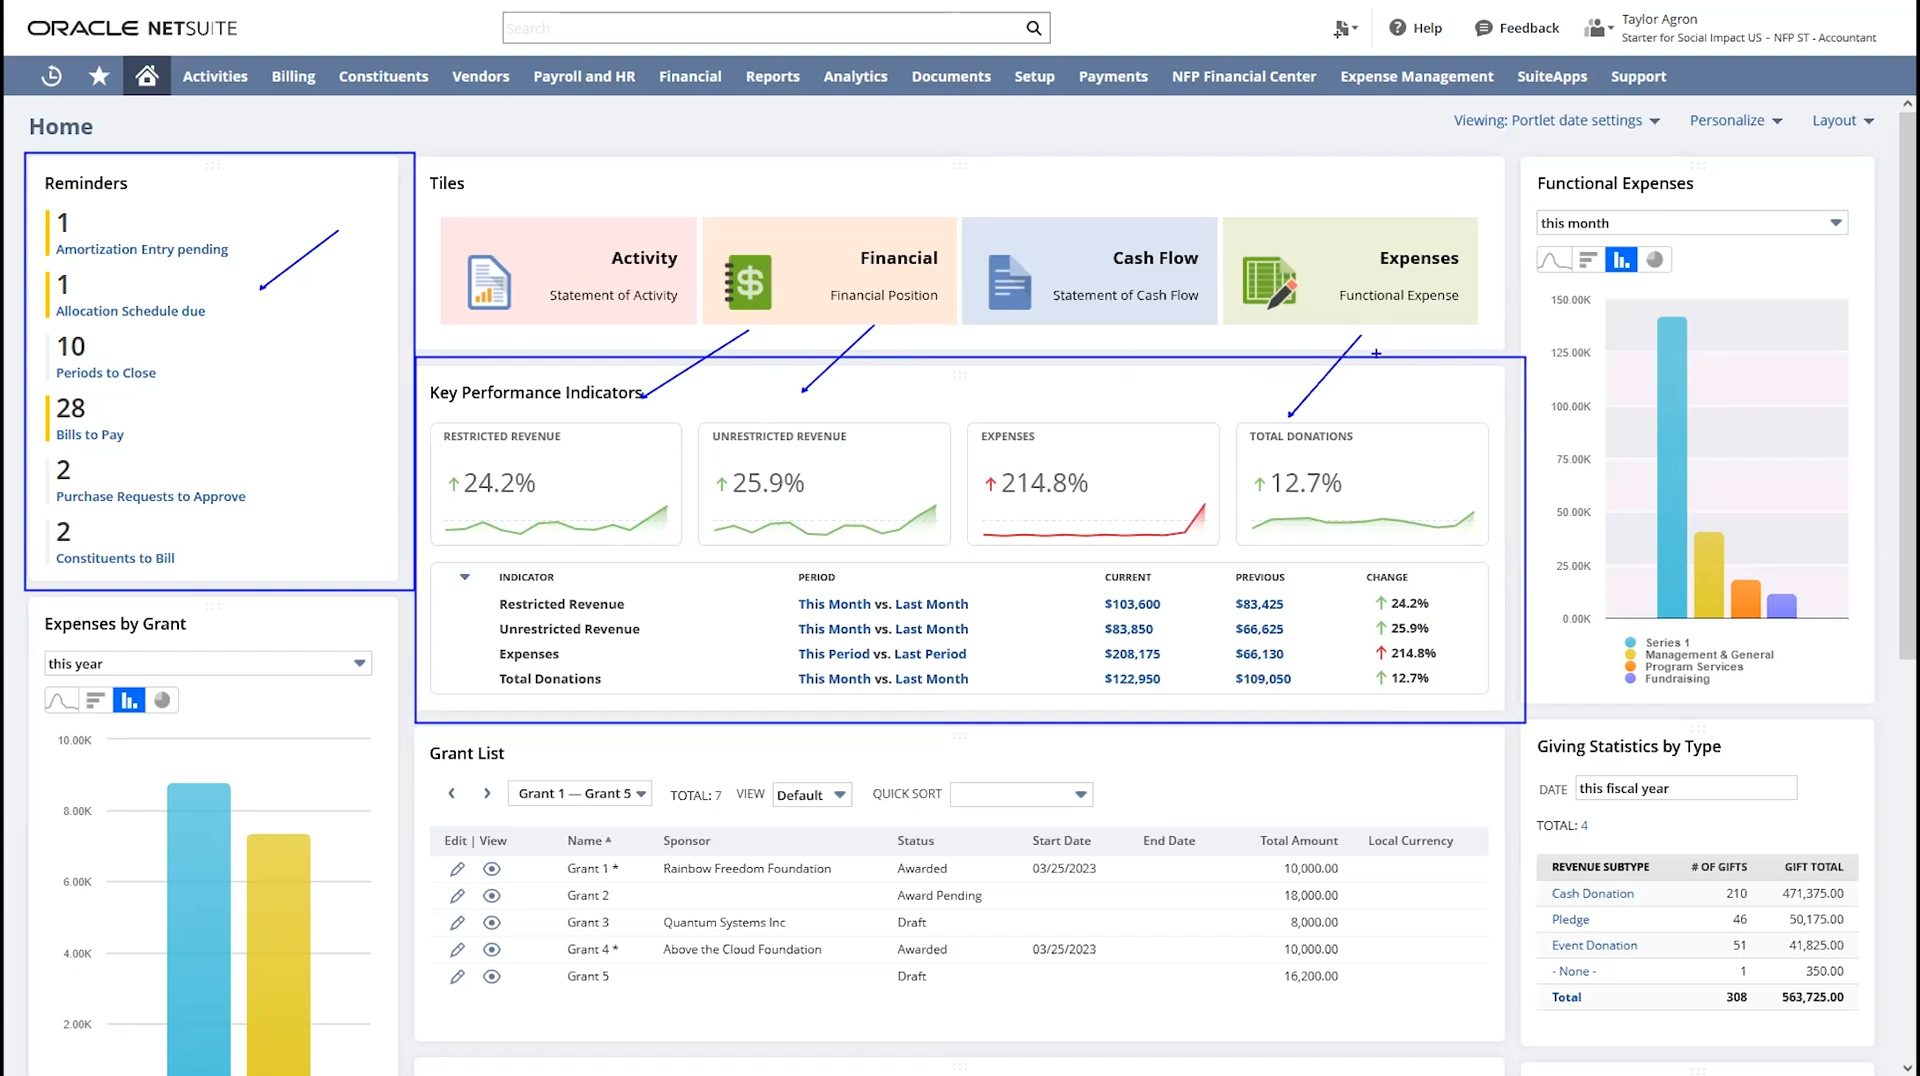 ORACLE NETSUITE
Search
Help
Feedback
Taylor Agron
Starter for Social Impact US - NFP ST - Accountant
Activities
Billing
Constituents
Vendors
Payroll and HR
Financial
Reports
Analytics
Documents
Setup
Payments
NFP Financial Center
Expense Management
SuiteApps
Support
Home
Viewing: Portlet date settings
Personalize
Layout
Reminders
1
Amortization Entry pending
1
Allocation Schedule due
10
Periods to Close
28
Bills to Pay
2
Purchase Requests to Approve
2
Constituents to Bill
Expenses by Grant
this year
10.00K
8.00K
6.00K
4.00K
2.00K
Tiles
Activity
Statement of Activity
Financial
Financial Position
Cash Flow
Statement of Cash Flow
Expenses
Functional Expense
Key Performance Indicators
RESTRICTED REVENUE
↑24.2%
UNRESTRICTED REVENUE
↑25.9%
EXPENSES
↑214.8%
TOTAL DONATIONS
↑12.7%
INDICATOR PERIOD CURRENT PREVIOUS CHANGE
Restricted Revenue This Month vs. Last Month $103,600 $83,425 ↑ 24.2%
Unrestricted Revenue This Month vs. Last Month $83,850 $66,625 ↑ 25.9%
Expenses This Period vs. Last Period $208,175 $66,130 ↑ 214.8%
Total Donations This Month vs. Last Month $122,950 $109,050 ↑ 12.7%
Grant List
Grant 1 — Grant 5 TOTAL: 7 VIEW Default QUICK SORT
Edit | View Name Sponsor Status Start Date End Date Total Amount Local Currency
Grant 1 * Rainbow Freedom Foundation Awarded 03/25/2023 10,000.00
Grant 2 Award Pending 18,000.00
Grant 3 Quantum Systems Inc Draft 8,000.00
Grant 4 * Above the Cloud Foundation Awarded 03/25/2023 10,000.00
Grant 5 Draft 16,200.00
Functional Expenses
this month
150.00K
125.00K
100.00K
75.00K
50.00K
25.00K
0.00K
Series 1
Management & General
Program Services
Fundraising
Giving Statistics by Type
DATE this fiscal year
TOTAL: 4
REVENUE SUBTYPE # OF GIFTS GIFT TOTAL
Cash Donation 210 471,375.00
Pledge 46 50,175.00
Event Donation 51 41,825.00
- None - 1 350.00
Total 308 563,725.00